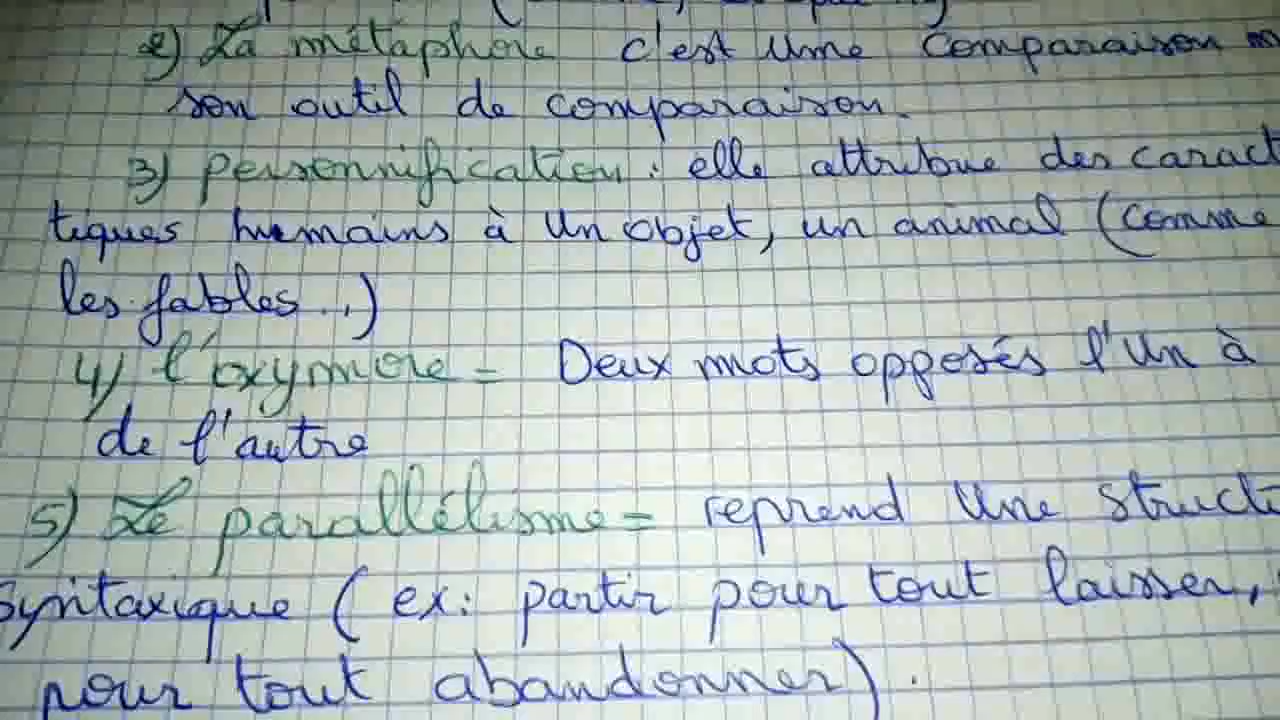 2) La métaphore c'est une comparaison
son outil de comparaison.
3) personnification : elle attribue des caract
tiques humains à un objet, un animal (comme
les fables...)
4) l'oxymore = Deux mots opposés l'un à
de l'autre
5) Le parallélisme = reprend une struct
syntaxique (ex: partir pour tout laisser,
pour tout abandonner).